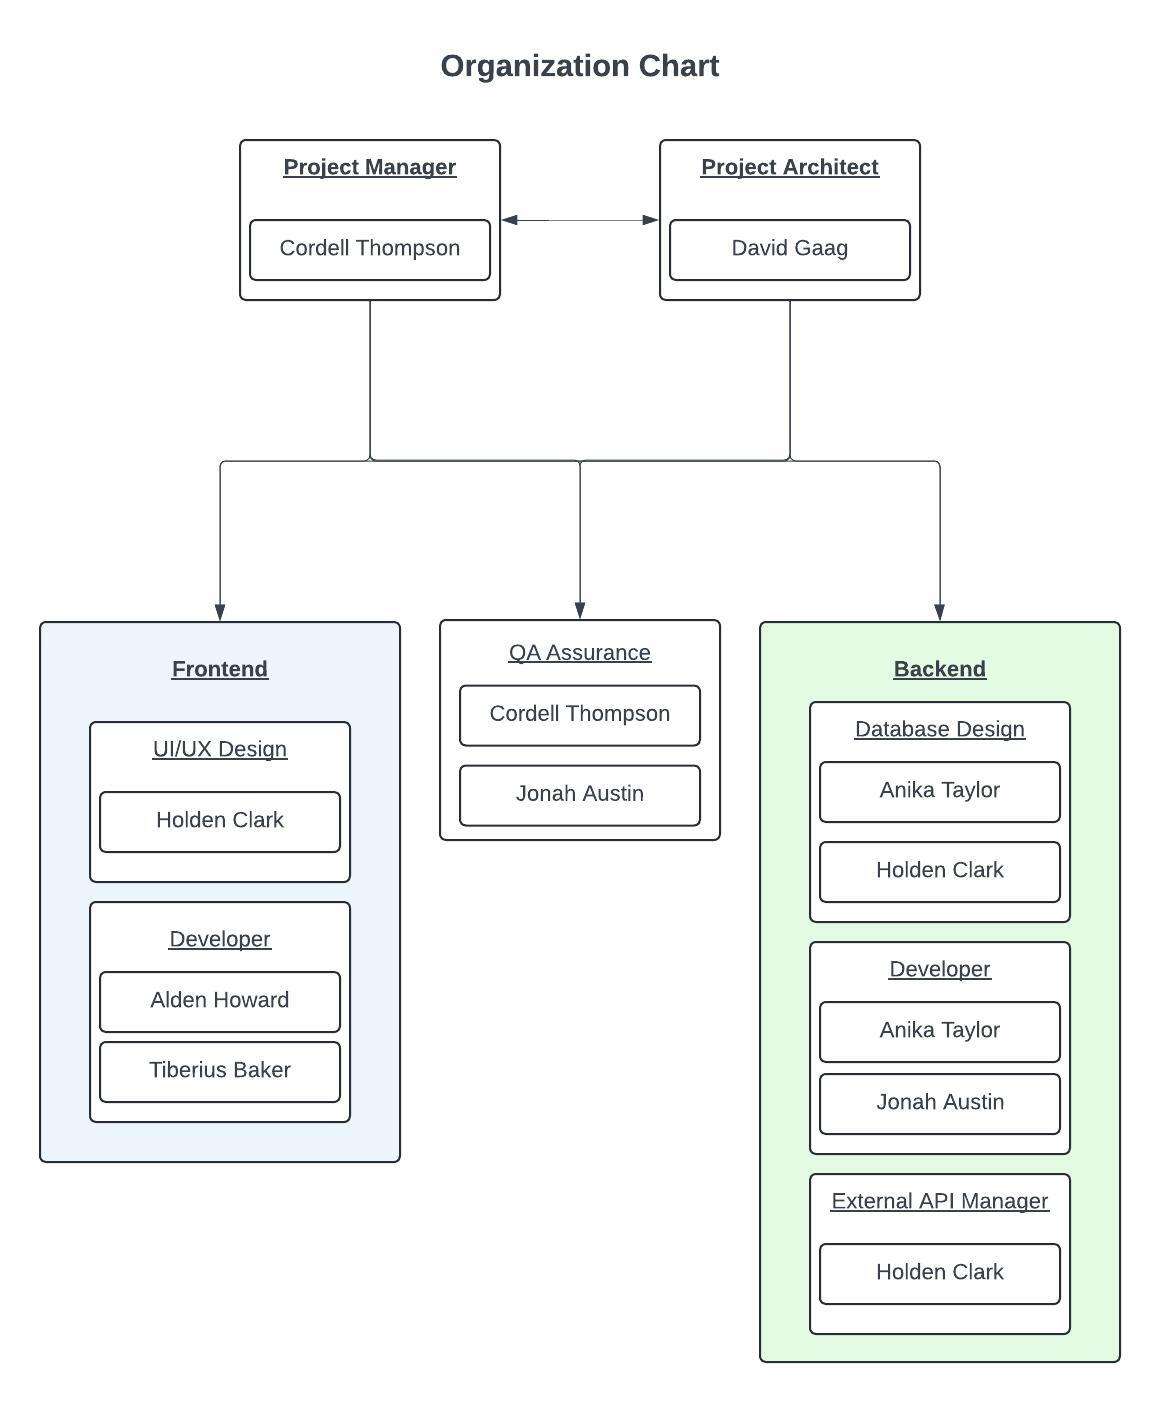 Organization Chart
Project Manager
Cordell Thompson
Project Architect
David Gaag
Frontend
UI/UX Design
Holden Clark
Developer
Alden Howard
Tiberius Baker
QA Assurance
Cordell Thompson
Jonah Austin
Backend
Database Design
Anika Taylor
Holden Clark
Developer
Anika Taylor
Jonah Austin
External API Manager
Holden Clark